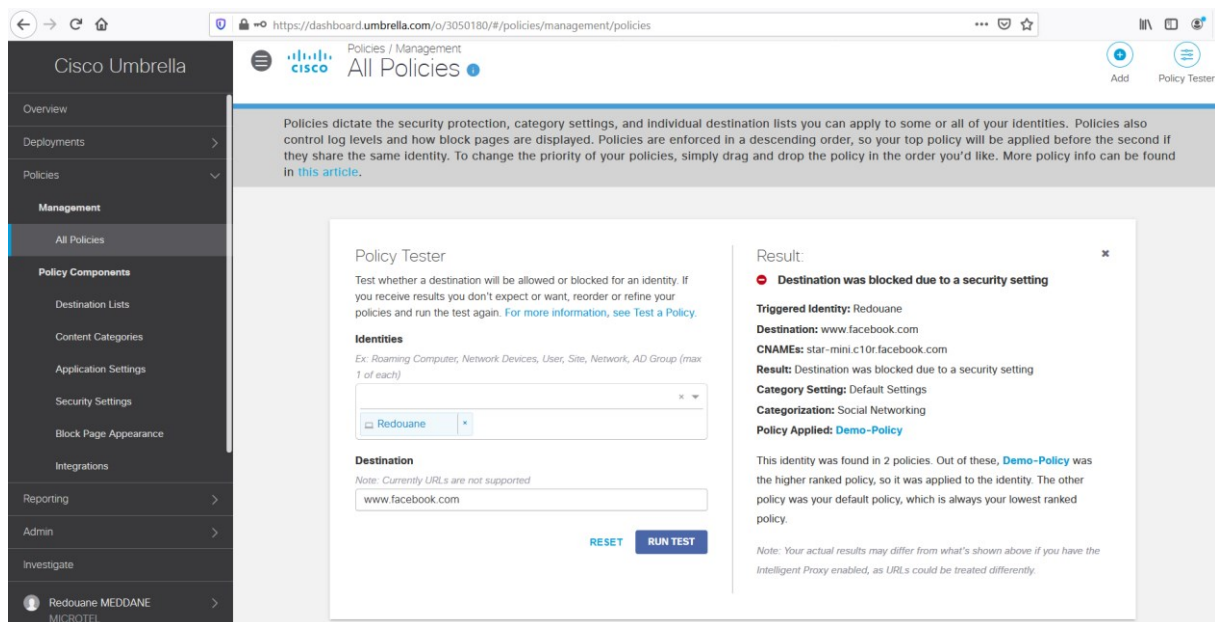 https://dashboard.umbrella.com/o/3050180/#/policies/management/policies
Cisco Umbrella
Overview
Deployments
Policies
Management
All Policies
Policy Components
Destination Lists
Content Categories
Application Settings
Security Settings
Block Page Appearance
Integrations
Reporting
Admin
Investigate
Redouane MEDDANE
MICROTEL
cisco
Policies / Management
All Policies
Add
Policy Tester
Policies dictate the security protection, category settings, and individual destination lists you can apply to some or all of your identities. Policies also
control log levels and how block pages are displayed. Policies are enforced in a descending order, so your top policy will be applied before the second if
they share the same identity. To change the priority of your policies, simply drag and drop the policy in the order you'd like. More policy info can be found
in this article.
Policy Tester
Test whether a destination will be allowed or blocked for an identity. If
you receive results you don't expect or want, reorder or refine your
policies and run the test again. For more information, see Test a Policy.
Identities
Ex: Roaming Computer, Network Devices, User, Site, Network, AD Group (max
1 of each)
Redouane
Destination
Note: Currently URLs are not supported
www.facebook.com
RESET
RUN TEST
Result:
Destination was blocked due to a security setting
Triggered Identity: Redouane
Destination: www.facebook.com
CNAMEs: star-mini.c10r.facebook.com
Result: Destination was blocked due to a security setting
Category Setting: Default Settings
Categorization: Social Networking
Policy Applied: Demo-Policy
This identity was found in 2 policies. Out of these, Demo-Policy was
the higher ranked policy, so it was applied to the identity. The other
policy was your default policy, which is always your lowest ranked
policy.
Note: Your actual results may differ from what's shown above if you have the
Intelligent Proxy enabled, as URLs could be treated differently.